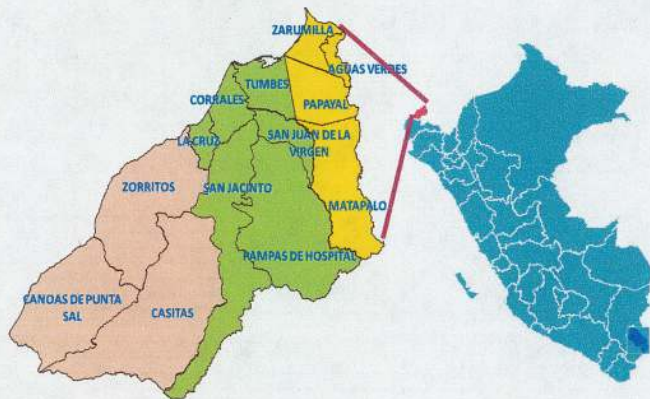 ZARUMILLA
AGUAS VERDES
TUMBES
CORRALES
PAPAYAL
LA CRUZ
SAN JUAN DE LA
VIRGEN
ZORRITOS
SAN JACINTO
MATAPALO
PAMPAS DE HOSPITAL
CANOAS DE PUNTA
SAL
CASITAS